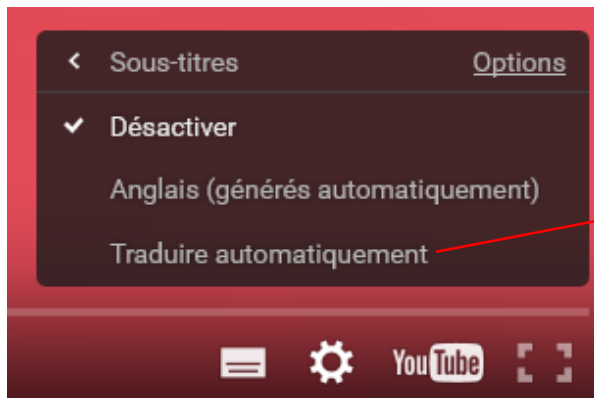 Sous-titres Options
Désactiver
Anglais (générés automatiquement)
Traduire automatiquement
YouTube